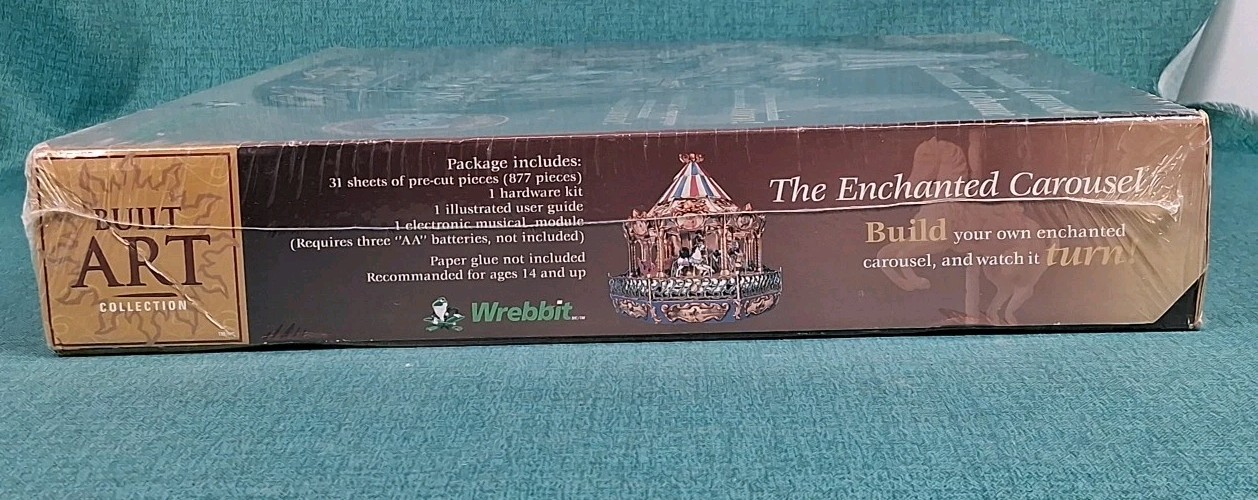 BUILT
ART
COLLECTION
Package includes:
31 sheets of pre-cut pieces (877 pieces)
1 hardware kit
1 illustrated user guide
1 electronic musical module
(Requires three "AA" batteries, not included)
Paper glue not included
Recommanded for ages 14 and up
Wrebbit
The Enchanted Carousel
Build your own enchanted
carousel, and watch it turn!